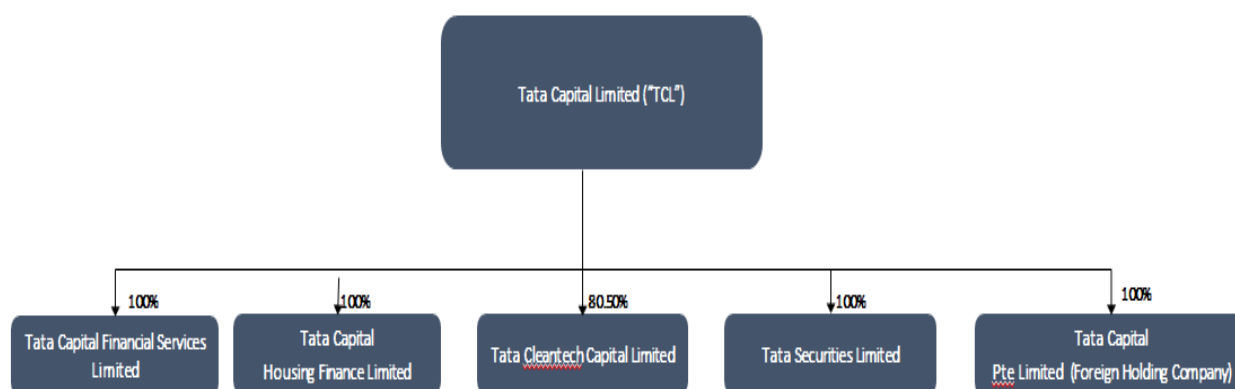 Tata Capital Limited (“TCL”)
100%
100%
80.50%
100%
100%
Tata Capital Financial Services
Limited
Tata Capital
Housing Finance Limited
Tata Cleantech Capital Limited
Tata Securities Limited
Tata Capital
Pte Limited (Foreign Holding Company)